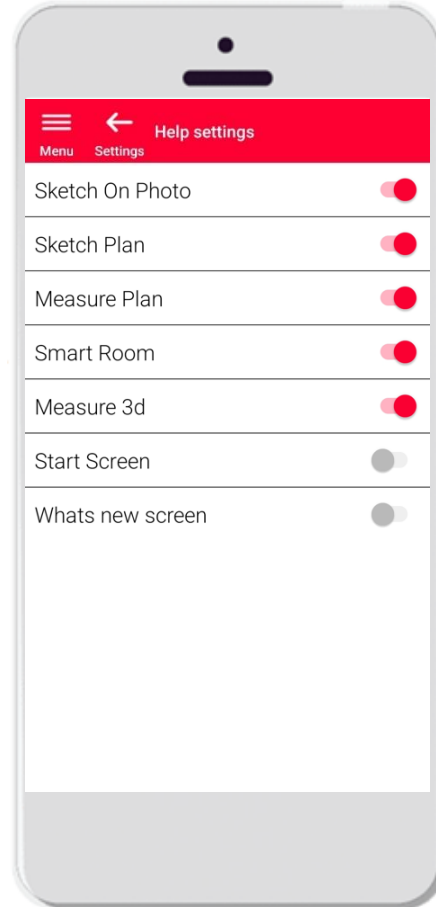 Help settings
Menu Settings
Sketch On Photo
Sketch Plan
Measure Plan
Smart Room
Measure 3d
Start Screen
Whats new screen